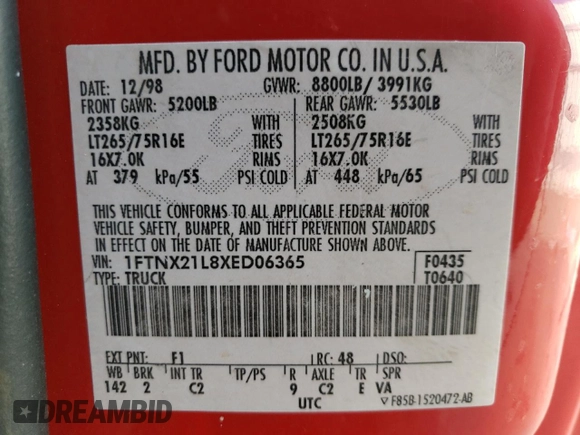 MFD. BY FORD MOTOR CO. IN U.S.A.
DATE: 12/98 GVWR: 8800LB/ 3991KG
FRONT GAWR: 5200LB REAR GAWR: 5530LB
2358KG WITH 2508KG WITH
LT265/75R16E TIRES LT265/75R16E TIRES
16X7.0K RIMS 16X7.0K RIMS
AT 379 kPa/55 PSI COLD AT 448 kPa/65 PSI COLD
THIS VEHICLE CONFORMS TO ALL APPLICABLE FEDERAL MOTOR
VEHICLE SAFETY, BUMPER, AND THEFT PREVENTION STANDARDS
IN EFFECT ON THE DATE OF MANUFACTURE SHOWN ABOVE.
VIN: 1FTNX21L8XED06365 F0435
TYPE: TRUCK T0640
EXT PNT: F1 RC: 48 DSO:
WB BRK INT TR TP/PS R AXLE TR SPR
142 2 C2 9 C2 E VA
UTC ▽ F85B-1520472-AB
DREAMBID